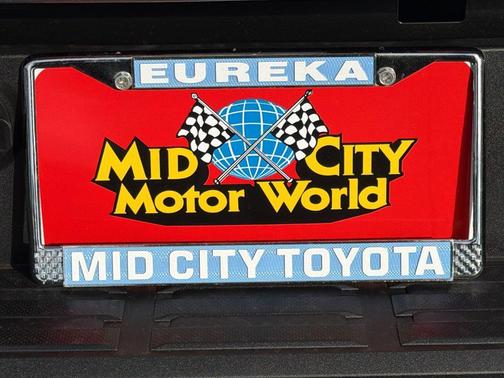 EUREKA
MID CITY
Motor World
MID CITY TOYOTA